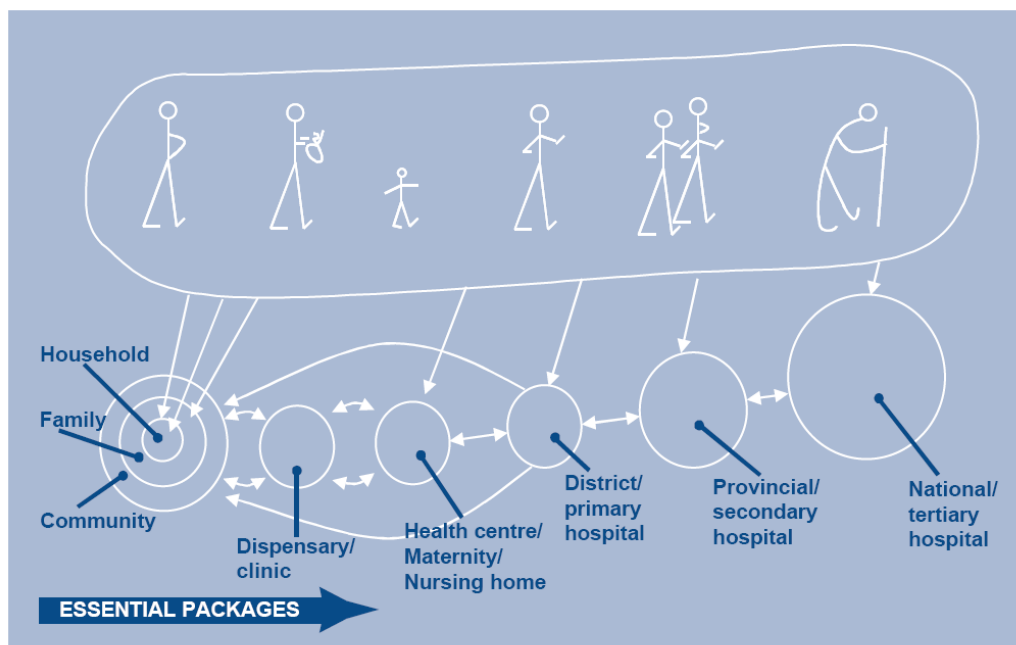 Household
Family
Community
Dispensary/
clinic
Health centre/
Maternity/
Nursing home
District/
primary
hospital
Provincial/
secondary
hospital
National/
tertiary
hospital
ESSENTIAL PACKAGES